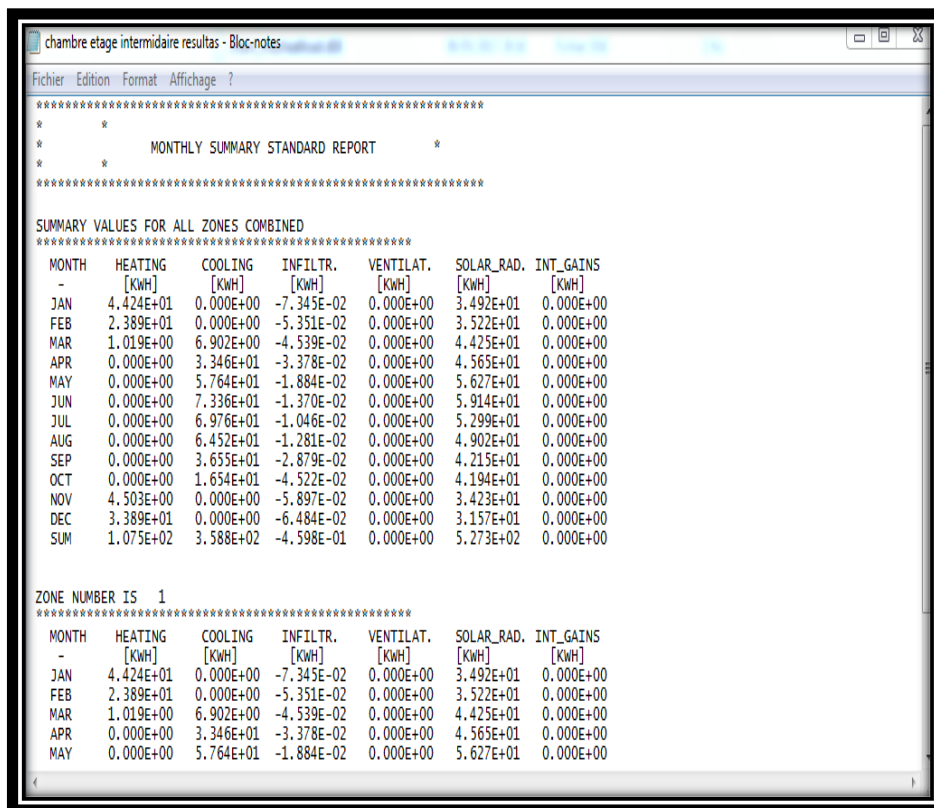 chambre etage intermidaire resultas - Bloc-notes
Fichier Edition Format Affichage ?
***************************************************************
* *
* MONTHLY SUMMARY STANDARD REPORT *
* *
***************************************************************
SUMMARY VALUES FOR ALL ZONES COMBINED
*****************************************************
MONTH HEATING COOLING INFILTR. VENTILAT. SOLAR_RAD. INT_GAINS
- [KWH] [KWH] [KWH] [KWH] [KWH] [KWH]
JAN 4.424E+01 0.000E+00 -7.345E-02 0.000E+00 3.492E+01 0.000E+00
FEB 2.389E+01 0.000E+00 -5.351E-02 0.000E+00 3.522E+01 0.000E+00
MAR 1.019E+00 6.902E+00 -4.539E-02 0.000E+00 4.425E+01 0.000E+00
APR 0.000E+00 3.346E+01 -3.378E-02 0.000E+00 4.565E+01 0.000E+00
MAY 0.000E+00 5.764E+01 -1.884E-02 0.000E+00 5.627E+01 0.000E+00
JUN 0.000E+00 7.336E+01 -1.370E-02 0.000E+00 5.914E+01 0.000E+00
JUL 0.000E+00 6.976E+01 -1.046E-02 0.000E+00 5.299E+01 0.000E+00
AUG 0.000E+00 6.452E+01 -1.281E-02 0.000E+00 4.902E+01 0.000E+00
SEP 0.000E+00 3.655E+01 -2.879E-02 0.000E+00 4.215E+01 0.000E+00
OCT 0.000E+00 1.654E+01 -4.522E-02 0.000E+00 4.194E+01 0.000E+00
NOV 4.503E+00 0.000E+00 -5.897E-02 0.000E+00 3.423E+01 0.000E+00
DEC 3.389E+01 0.000E+00 -6.484E-02 0.000E+00 3.157E+01 0.000E+00
SUM 1.075E+02 3.588E+02 -4.598E-01 0.000E+00 5.273E+02 0.000E+00
ZONE NUMBER IS 1
*****************************************************
MONTH HEATING COOLING INFILTR. VENTILAT. SOLAR_RAD. INT_GAINS
- [KWH] [KWH] [KWH] [KWH] [KWH] [KWH]
JAN 4.424E+01 0.000E+00 -7.345E-02 0.000E+00 3.492E+01 0.000E+00
FEB 2.389E+01 0.000E+00 -5.351E-02 0.000E+00 3.522E+01 0.000E+00
MAR 1.019E+00 6.902E+00 -4.539E-02 0.000E+00 4.425E+01 0.000E+00
APR 0.000E+00 3.346E+01 -3.378E-02 0.000E+00 4.565E+01 0.000E+00
MAY 0.000E+00 5.764E+01 -1.884E-02 0.000E+00 5.627E+01 0.000E+00